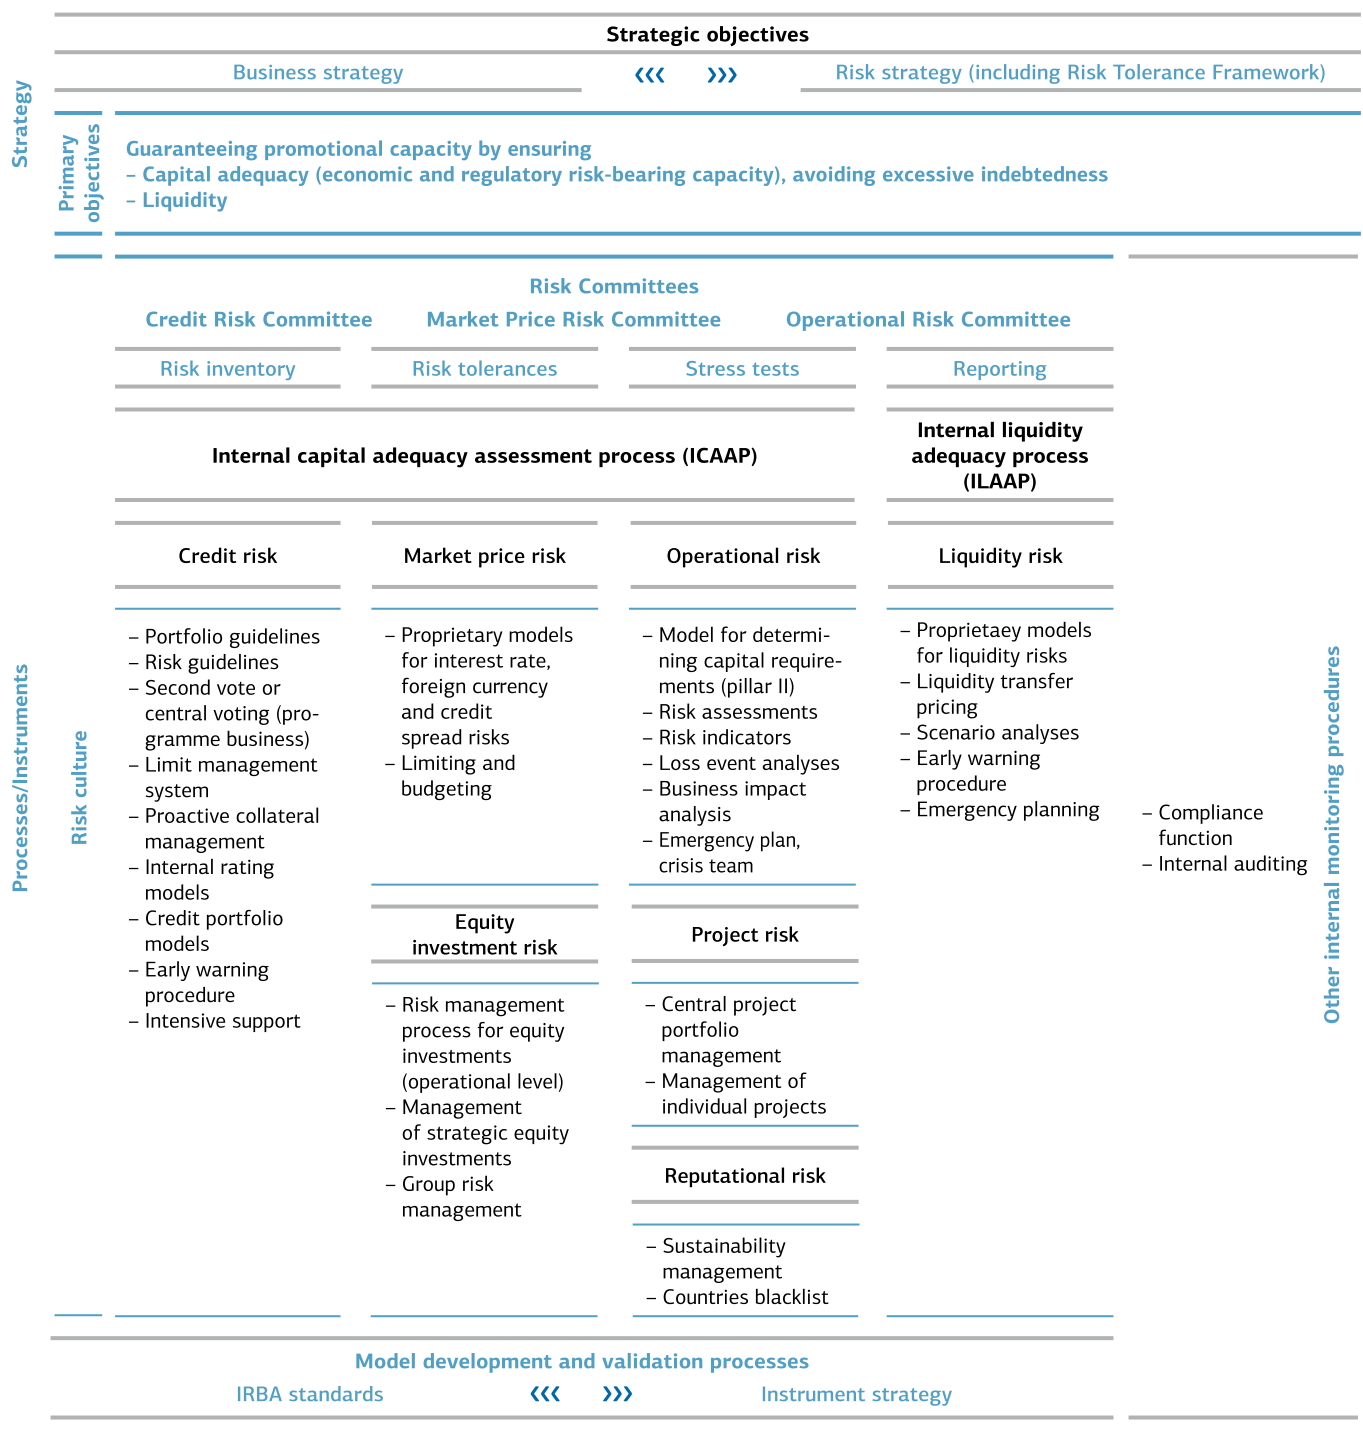 Strategic objectives
Business strategy
‹‹‹ ›››
Risk strategy (including Risk Tolerance Framework)
Strategy
Primary
objectives
Guaranteeing promotional capacity by ensuring
– Capital adequacy (economic and regulatory risk-bearing capacity), avoiding excessive indebtedness
– Liquidity
Processes/Instruments
Risk culture
Risk Committees
Credit Risk Committee
Market Price Risk Committee
Operational Risk Committee
Risk inventory
Risk tolerances
Stress tests
Reporting
Internal capital adequacy assessment process (ICAAP)
Internal liquidity
adequacy process
(ILAAP)
Credit risk
– Portfolio guidelines
– Risk guidelines
– Second vote or
central voting (pro-
gramme business)
– Limit management
system
– Proactive collateral
management
– Internal rating
models
– Credit portfolio
models
– Early warning
procedure
– Intensive support
Market price risk
– Proprietary models
for interest rate,
foreign currency
and credit
spread risks
– Limiting and
budgeting
Equity
investment risk
– Risk management
process for equity
investments
(operational level)
– Management
of strategic equity
investments
– Group risk
management
Operational risk
– Model for determi-
ning capital require-
ments (pillar II)
– Risk assessments
– Risk indicators
– Loss event analyses
– Business impact
analysis
– Emergency plan,
crisis team
Project risk
– Central project
portfolio
management
– Management of
individual projects
Reputational risk
– Sustainability
management
– Countries blacklist
Liquidity risk
– Proprietaey models
for liquidity risks
– Liquidity transfer
pricing
– Scenario analyses
– Early warning
procedure
– Emergency planning
– Compliance
function
– Internal auditing
Other internal monitoring procedures
Model development and validation processes
IRBA standards
‹‹‹ ›››
Instrument strategy